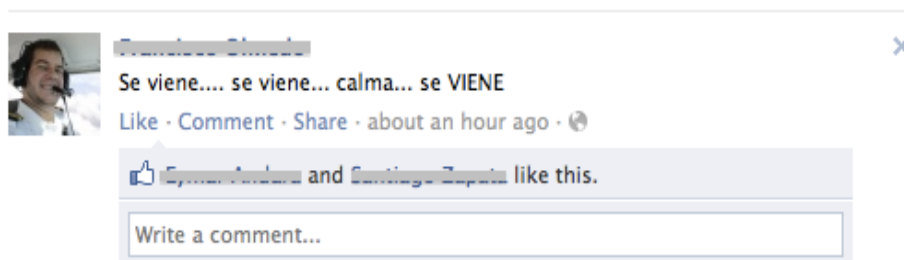 Se viene.... se viene... calma... se VIENE
Like · Comment · Share · about an hour ago ·
and like this.
Write a comment...